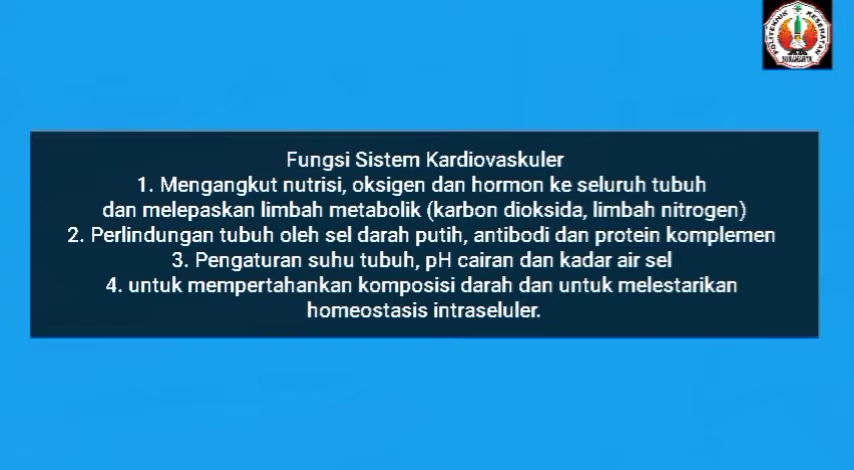 POLITEKNIK KESEHATAN
Fungsi Sistem Kardiovaskuler
1. Mengangkut nutrisi, oksigen dan hormon ke seluruh tubuh
dan melepaskan limbah metabolik (karbon dioksida, limbah nitrogen)
2. Perlindungan tubuh oleh sel darah putih, antibodi dan protein komplemen
3. Pengaturan suhu tubuh, pH cairan dan kadar air sel
4. untuk mempertahankan komposisi darah dan untuk melestarikan
homeostasis intraseluler.